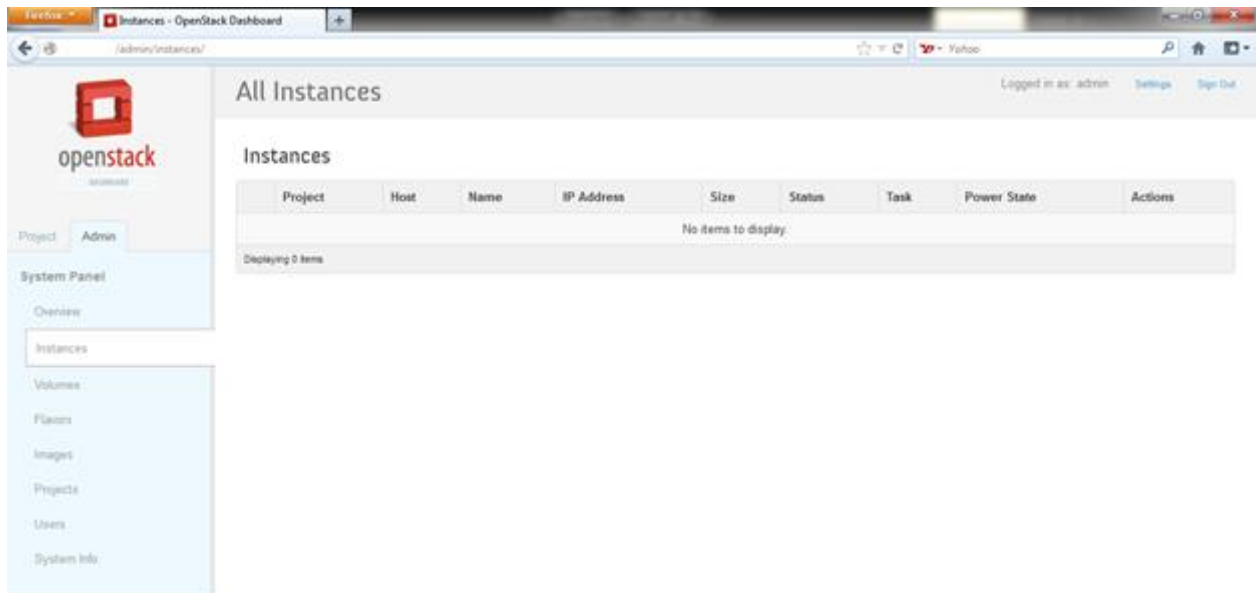 Firefox
Instances - OpenStack Dashboard
/admin/instances/
Yahoo
openstack
DASHBOARD
All Instances
Logged in as: admin Settings Sign Out
Instances
Project Host Name IP Address Size Status Task Power State Actions
No items to display.
Displaying 0 items
Project Admin
System Panel
Overview
Instances
Volumes
Flavors
Images
Projects
Users
System Info